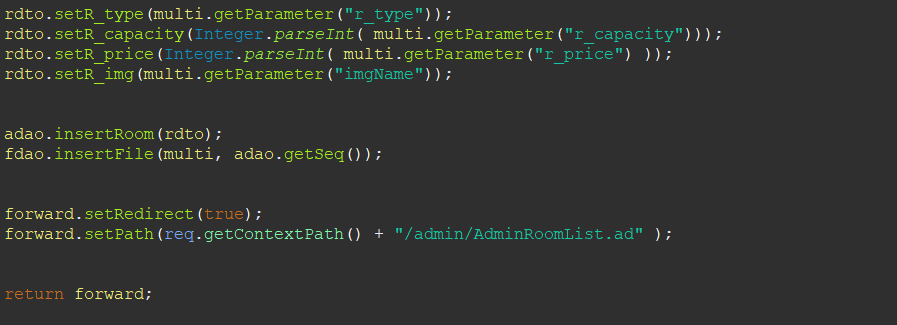 rdto.setR_type(multi.getParameter("r_type"));
rdto.setR_capacity(Integer.parseInt( multi.getParameter("r_capacity")));
rdto.setR_price(Integer.parseInt( multi.getParameter("r_price") ));
rdto.setR_img(multi.getParameter("imgName"));
adao.insertRoom(rdto);
fdao.insertFile(multi, adao.getSeq());
forward.setRedirect(true);
forward.setPath(req.getContextPath() + "/admin/AdminRoomList.ad" );
return forward;